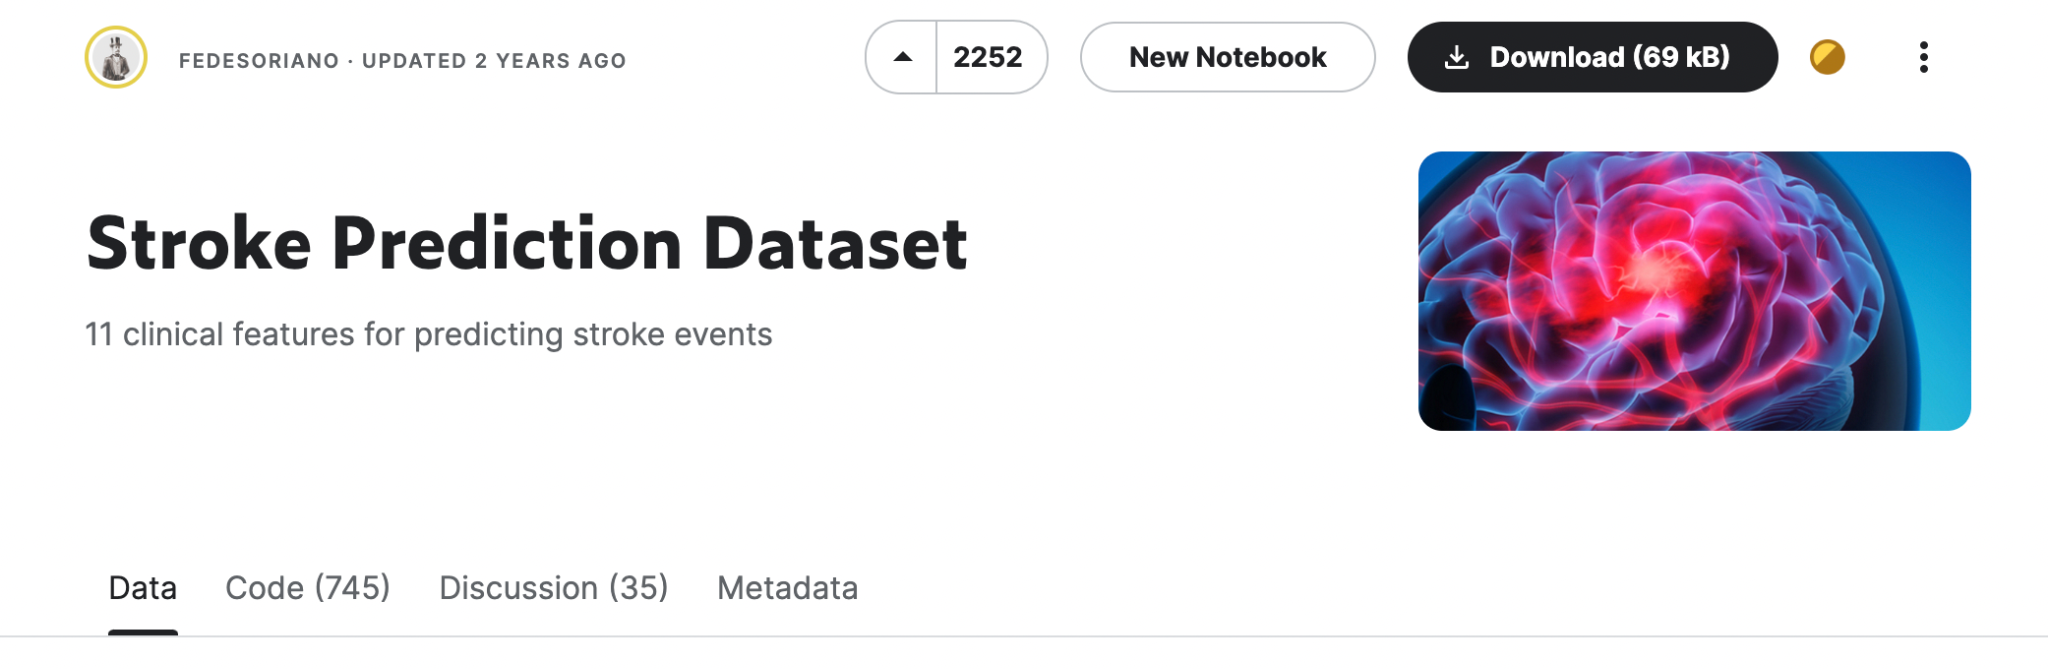 FEDESORIANO · UPDATED 2 YEARS AGO
2252
New Notebook
Download (69 kB)
Stroke Prediction Dataset
11 clinical features for predicting stroke events
Data
Code (745)
Discussion (35)
Metadata